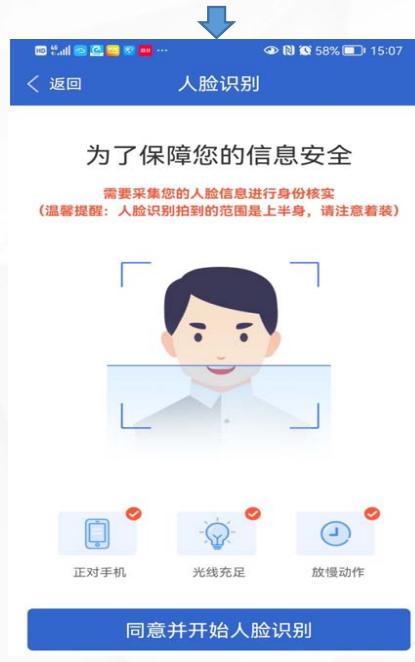 58% 15:07
返回 人脸识别
为了保障您的信息安全
需要采集您的人脸信息进行身份核实
（温馨提醒：人脸识别拍到的范围是上半身，请注意着装）
正对手机 光线充足 放慢动作
同意并开始人脸识别